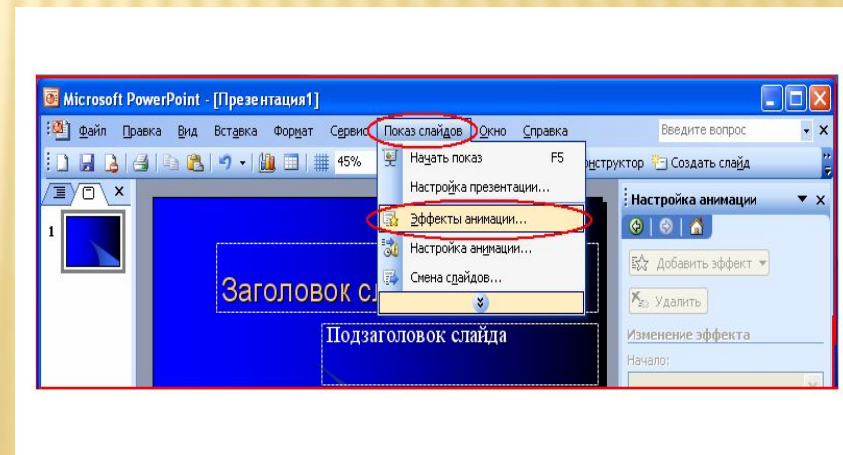 Microsoft PowerPoint - [Презентация1]
Файл Правка Вид Вставка Формат Сервис Показ слайдов Окно Справка Введите вопрос
45% Создать слайд
Начать показ F5
Настройка презентации...
Эффекты анимации...
Настройка анимации...
Смена слайдов...
Настройка анимации
Добавить эффект
Удалить
Изменение эффекта
Начало:
1
Заголовок
Подзаголовок слайда